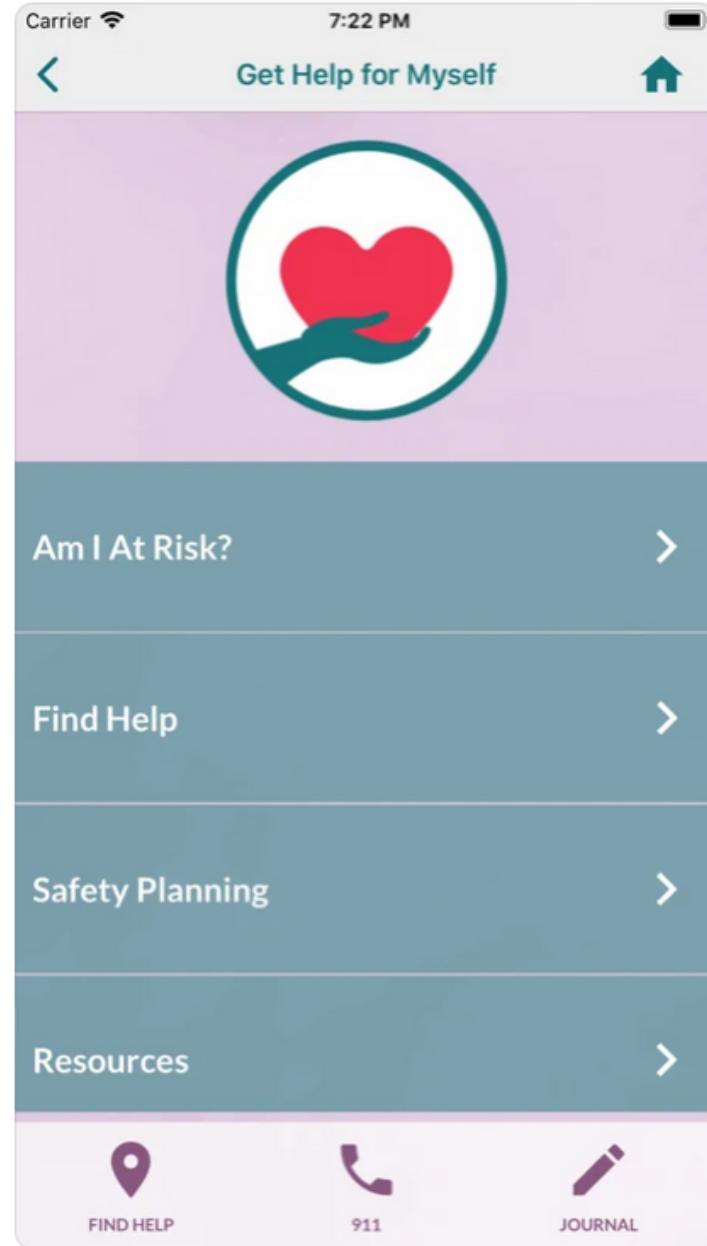 Carrier
7:22 PM
Get Help for Myself
Am I At Risk?
Find Help
Safety Planning
Resources
FIND HELP
911
JOURNAL